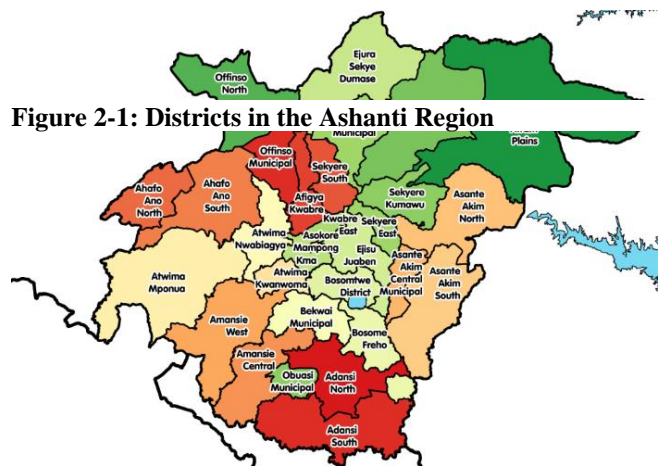 Ejura
Sekye
Dumase
Offinso
North
Figure 2-1: Districts in the Ashanti Region
Municipal
Plains
Offinso
Municipal
Sekyere
South
Ahafo
Ano
North
Ahafo
Ano
South
Afigya
Kwabre
Sekyere
Kumawu
Asante
Akim
North
Atwima
Nwabiagya
Kwabre
East
Sekyere
East
Asokore
Mampong
Kma
Ejisu
Juaben
Asante
Akim
Central
Municipal
Asante
Akim
South
Atwima
Mponua
Atwima
Kwanwoma
Bosomtwe
District
Amansie
West
Bekwai
Municipal
Bosome
Freho
Amansie
Central
Obuasi
Municipal
Adansi
North
Adansi
South